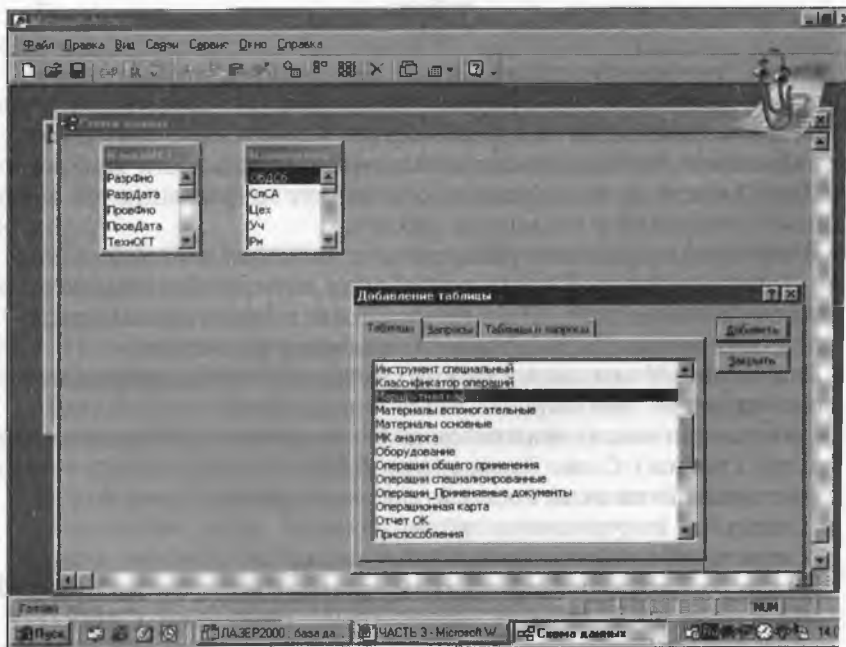 Файл Правка Вид Связи Сервис Окно Справка
Схема данных
РазрФио
РазрДата
ПровФио
ПровДата
ТехнОГТ
ОбДСб
СпСА
Цех
Уч
Рм
Добавление таблицы
Таблицы Запросы Таблицы и запросы
Добавить
Закрыть
Инструмент специальный
Классификатор операций
Материалы вспомогательные
Материалы основные
МК аналога
Оборудование
Операции общего применения
Операции специализированные
Операции_Применяемые документы
Операционная карта
Отчет ОК
Приспособления
Готово
NUM
Пуск
ЛАЗЕР2000 : база да
ЧАСТЬ 3 - Microsoft W
Схема данных